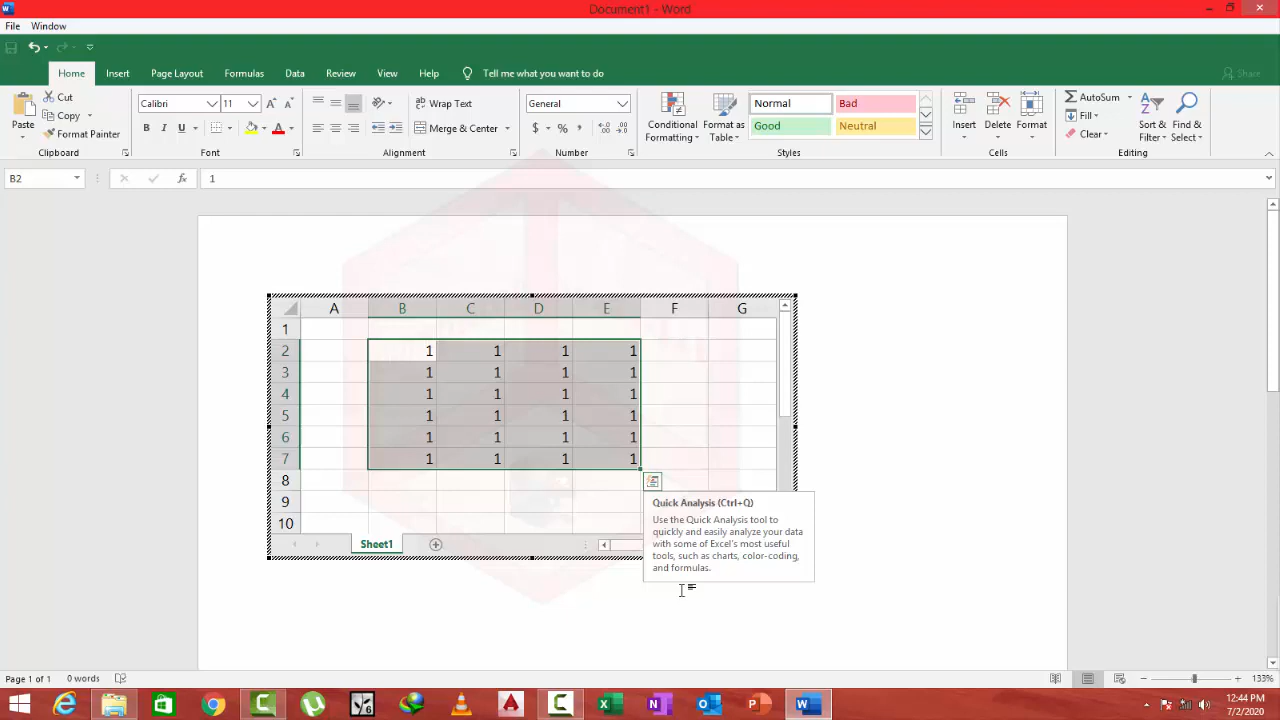 Document1 - Word
File Window
Home Insert Page Layout Formulas Data Review View Help Tell me what you want to do Share
Paste Cut Copy Format Painter Clipboard
Calibri 11 B I U A A A Font
Wrap Text Merge & Center Alignment
General $ % , Number
Conditional Formatting Format as Table Normal Bad Good Neutral Styles
Insert Delete Format Cells
AutoSum Fill Clear Sort & Filter Find & Select Editing
B2 fx 1
A B C D E F G
1
2 1 1 1 1
3 1 1 1 1
4 1 1 1 1
5 1 1 1 1
6 1 1 1 1
7 1 1 1 1
8
9
10
Quick Analysis (Ctrl+Q)
Use the Quick Analysis tool to
quickly and easily analyze your data
with some of Excel's most useful
tools, such as charts, color-coding,
and formulas.
Sheet1
Page 1 of 1 0 words 133%
12:44 PM
7/2/2020